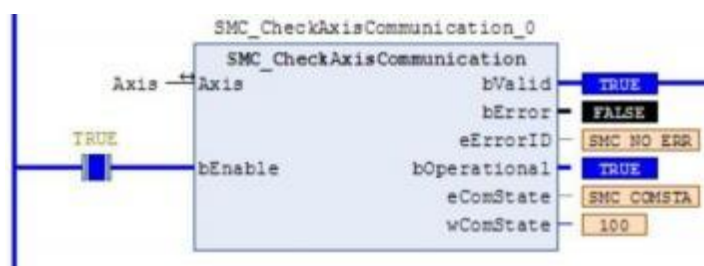 SMC_CheckAxisCommunication_0
SMC_CheckAxisCommunication
Axis Axis bValid TRUE
bError FALSE
TRUE eErrorID SMC NO ERR
bEnable bOperational TRUE
eComState SMC COMSTA
wComState 100